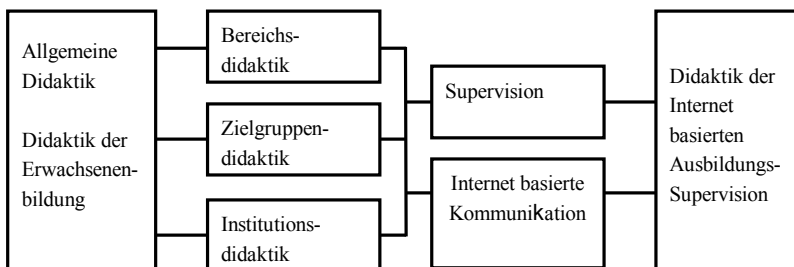 Allgemeine
Didaktik
Didaktik der
Erwachsenen-
bildung
Bereichs-
didaktik
Zielgruppen-
didaktik
Institutions-
didaktik
Supervision
Internet basierte
Kommunikation
Didaktik der
Internet
basierten
Ausbildungs-
Supervision